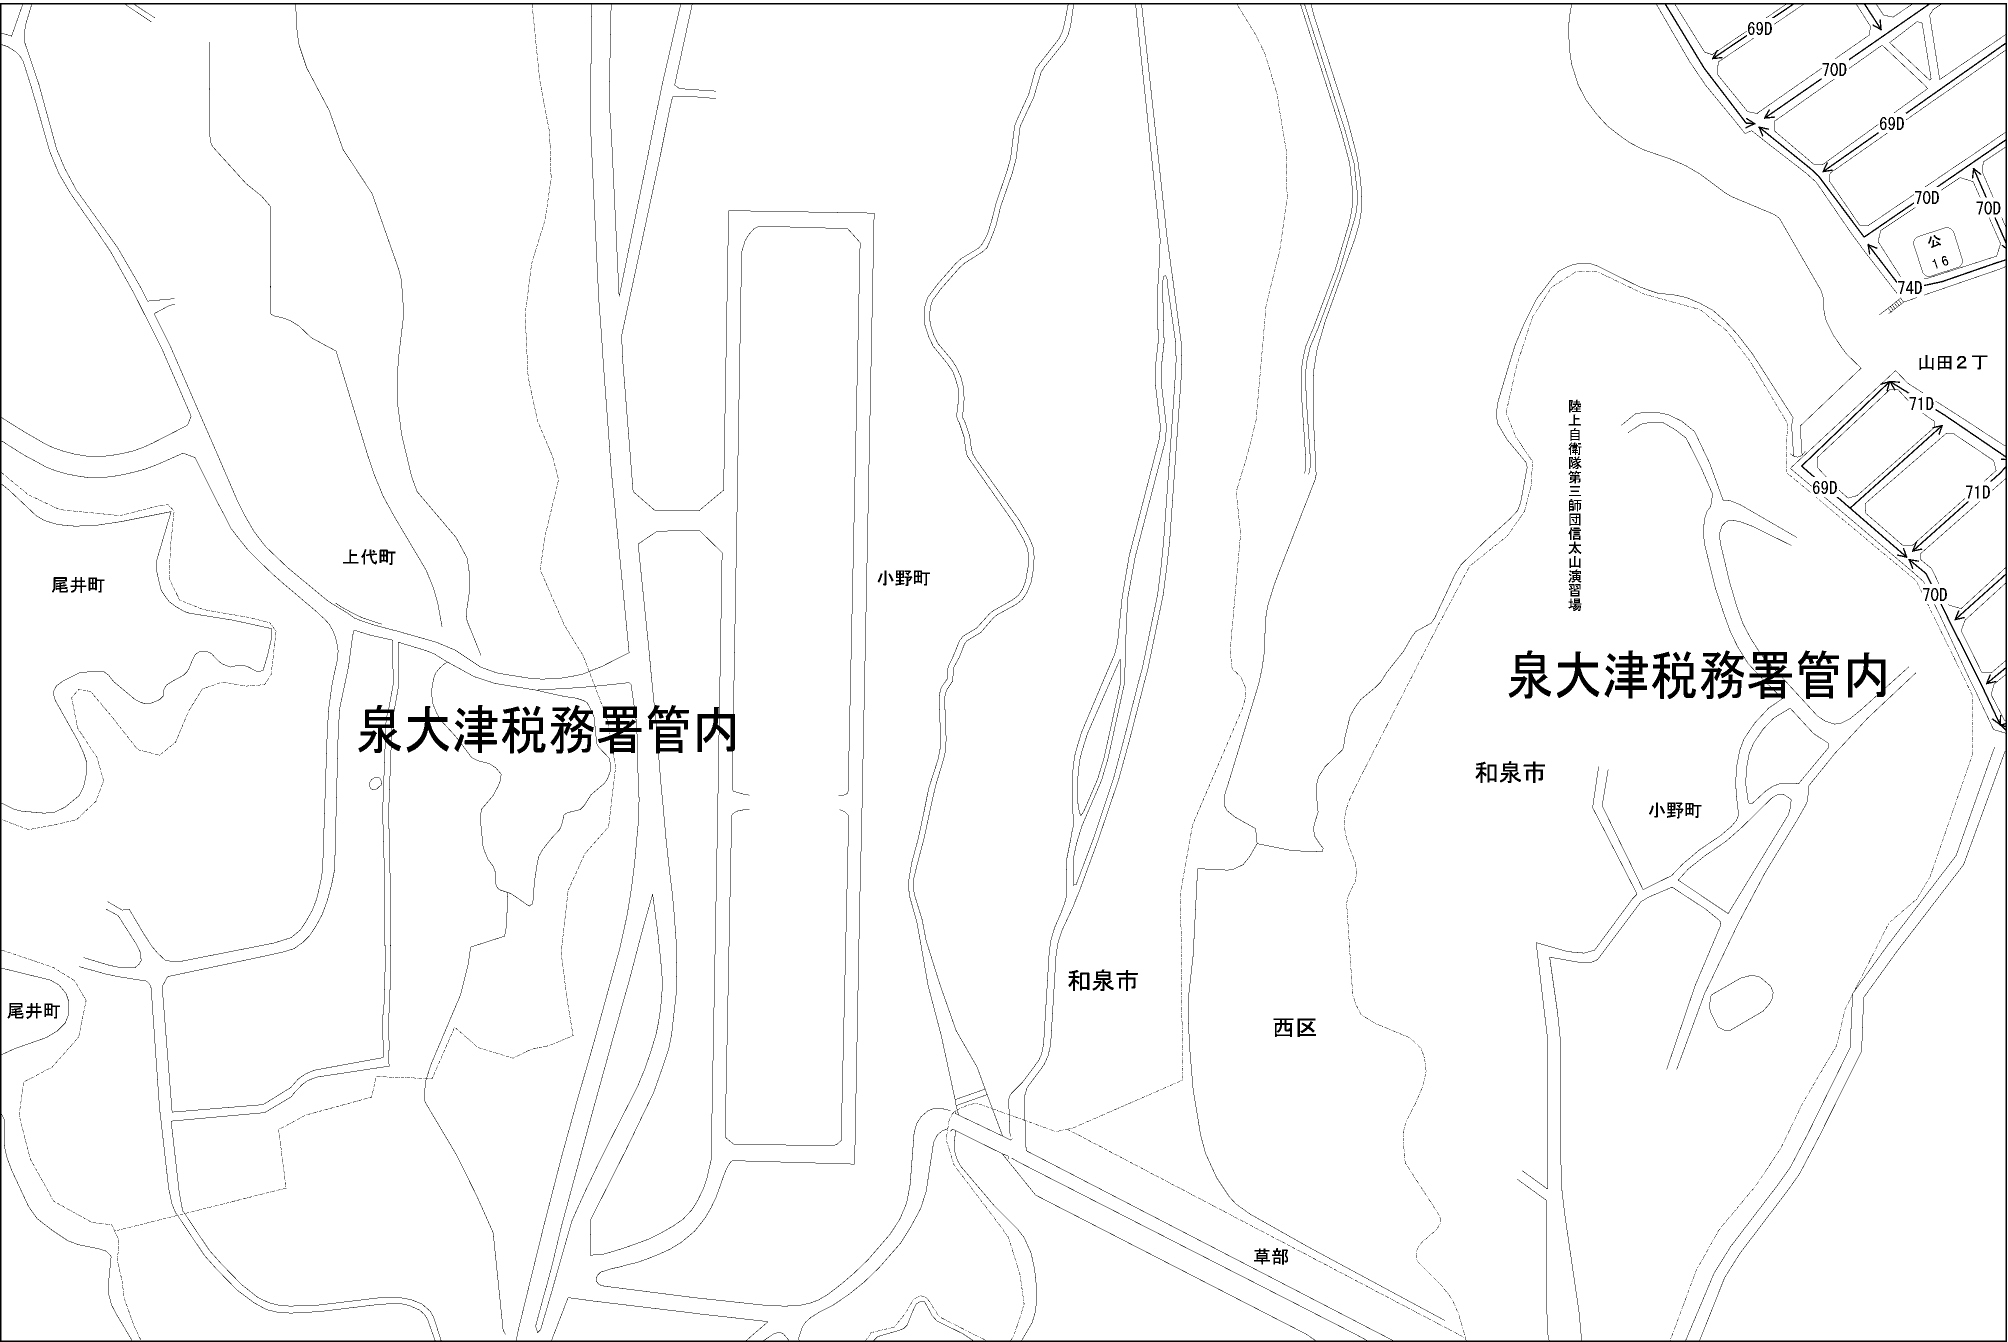 69D
70D
69D
70D
70D
公
16
74D
山田2丁
71D
69D
71D
70D
陸上自衛隊第三師団信太山演習場
上代町
尾井町
小野町
泉大津税務署管内
泉大津税務署管内
和泉市
小野町
和泉市
尾井町
西区
草部